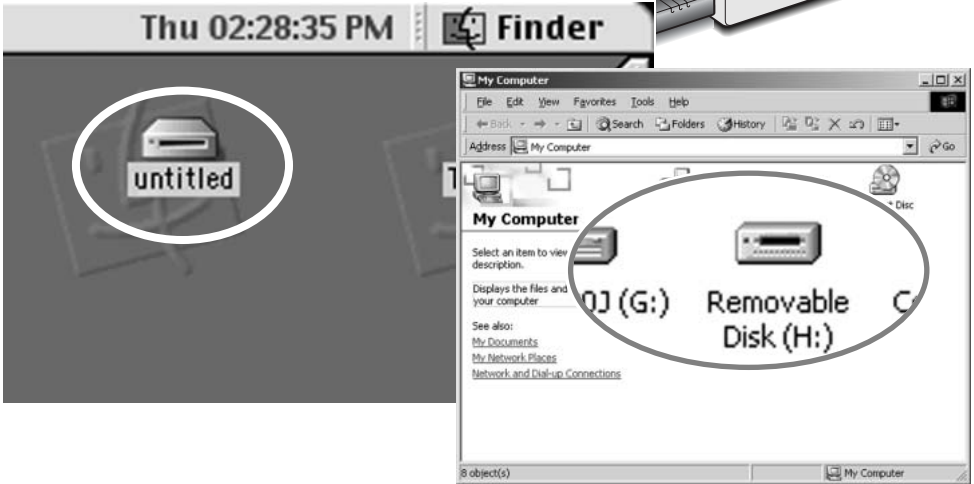 Thu 02:28:35 PM Finder
untitled
My Computer
File Edit View Favorites Tools Help
Back Search Folders History
Address My Computer Go
Disc
My Computer
Select an item to view
description.
Displays the files and
your computer
See also:
My Documents
My Network Places
Network and Dial-up Connections
(G:) Removable
Disk (H:)
8 object(s) My Computer